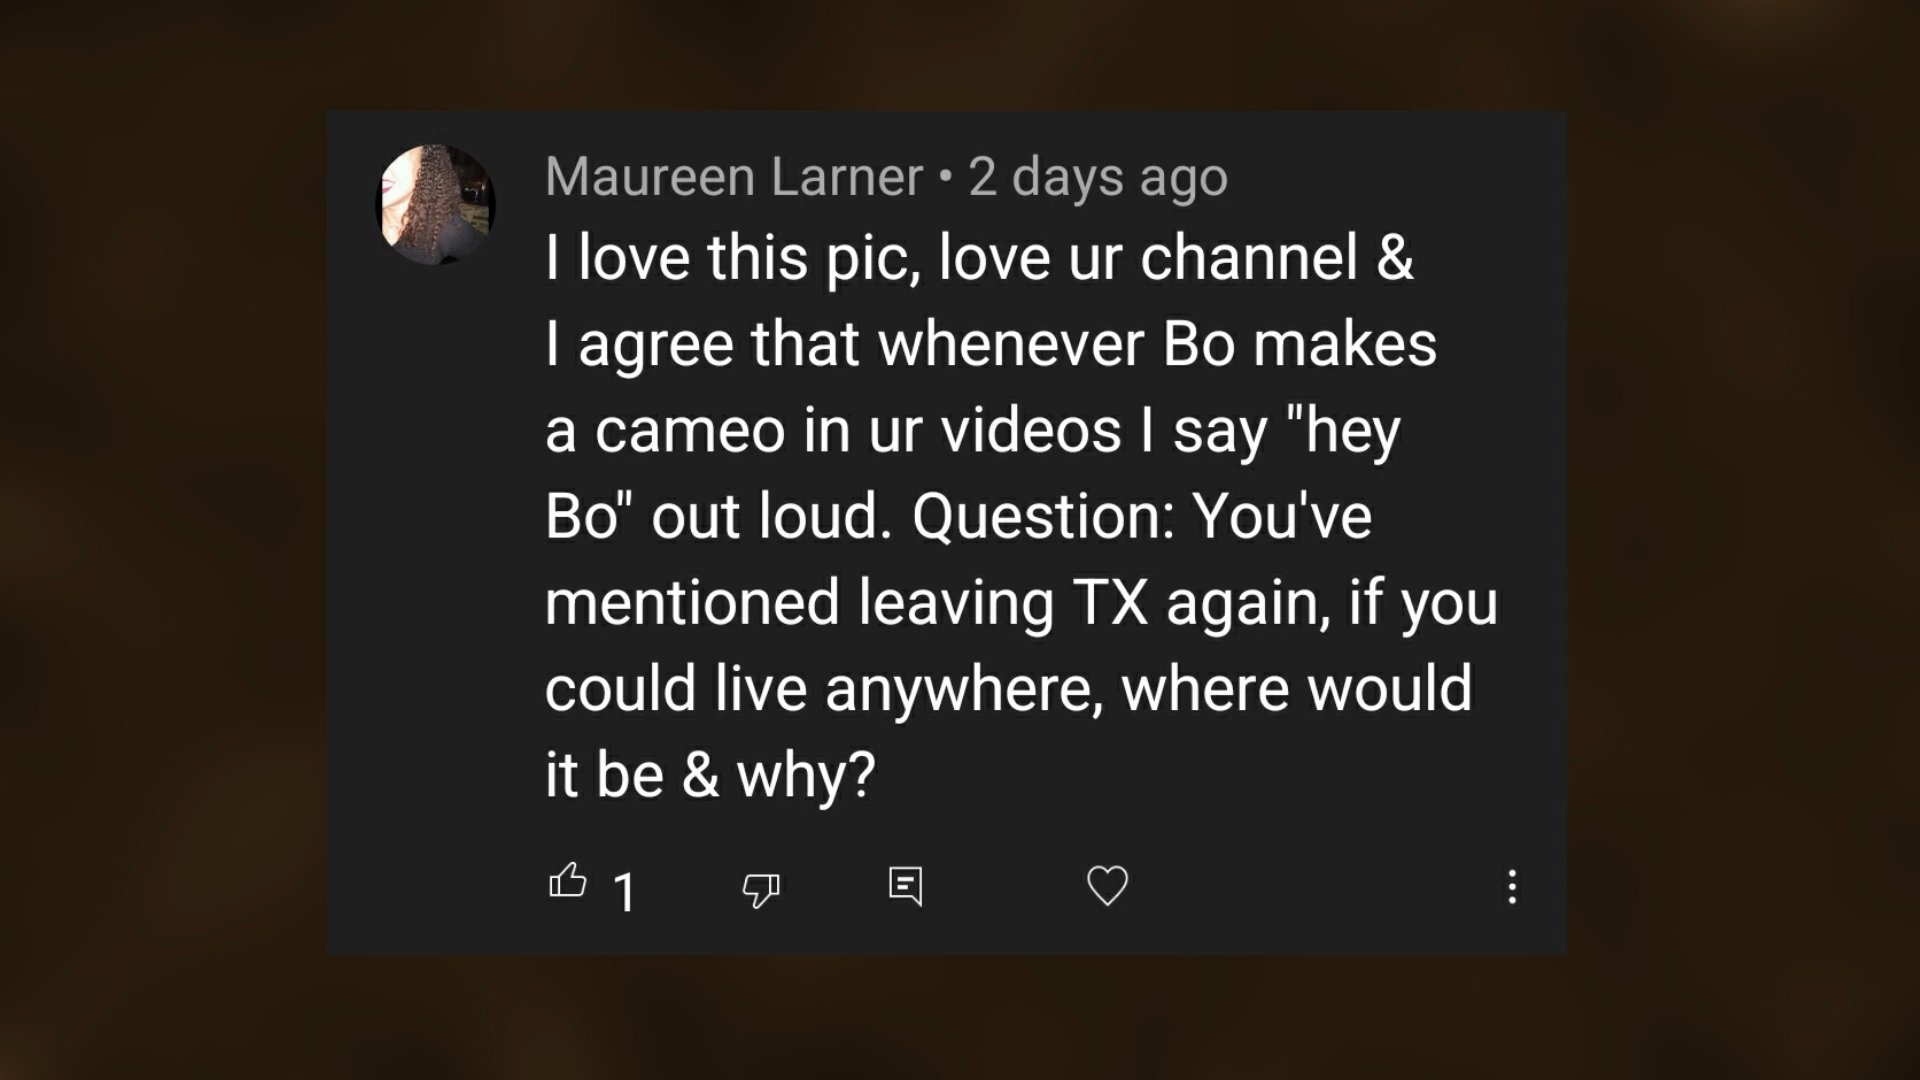 Maureen Larner • 2 days ago
I love this pic, love ur channel &
I agree that whenever Bo makes
a cameo in ur videos I say "hey
Bo" out loud. Question: You've
mentioned leaving TX again, if you
could live anywhere, where would
it be & why?
1